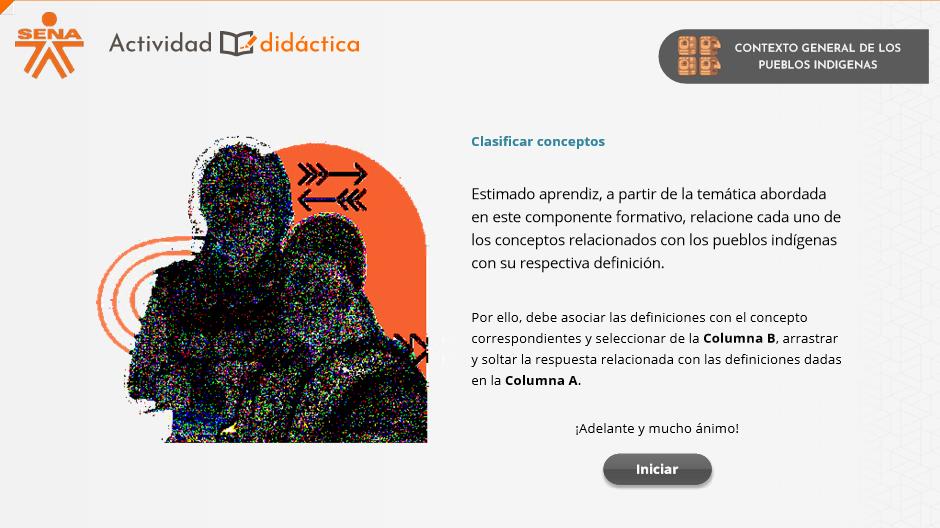 SENA
Actividad didáctica
CONTEXTO GENERAL DE LOS
PUEBLOS INDIGENAS
Clasificar conceptos
Estimado aprendiz, a partir de la temática abordada
en este componente formativo, relacione cada uno de
los conceptos relacionados con los pueblos indígenas
con su respectiva definición.
Por ello, debe asociar las definiciones con el concepto
correspondientes y seleccionar de la Columna B, arrastrar
y soltar la respuesta relacionada con las definiciones dadas
en la Columna A.
¡Adelante y mucho ánimo!
Iniciar